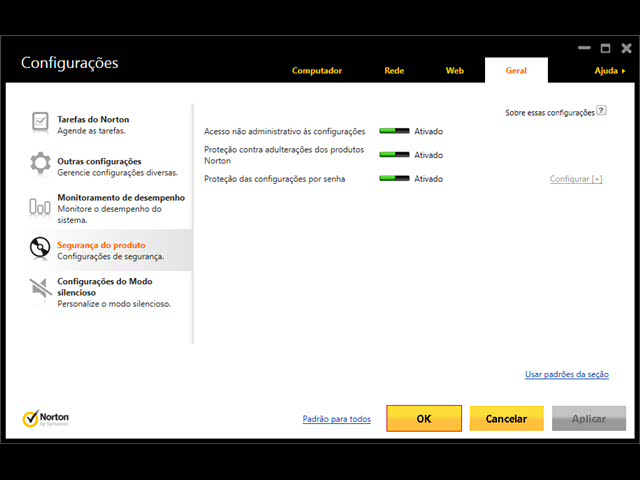 Configurações
Computador
Rede
Web
Geral
Ajuda
Tarefas do Norton
Agende as tarefas.
Outras configurações
Gerencie configurações diversas.
Monitoramento de desempenho
Monitore o desempenho do
sistema.
Segurança do produto
Configurações de segurança.
Configurações do Modo
silencioso
Personalize o modo silencioso.
Sobre essas configurações ?
Acesso não administrativo às configurações
Ativado
Proteção contra adulterações dos produtos
Norton
Ativado
Proteção das configurações por senha
Ativado
Configurar [+]
Usar padrões da seção
Norton
by Symantec
Padrão para todos
OK
Cancelar
Aplicar